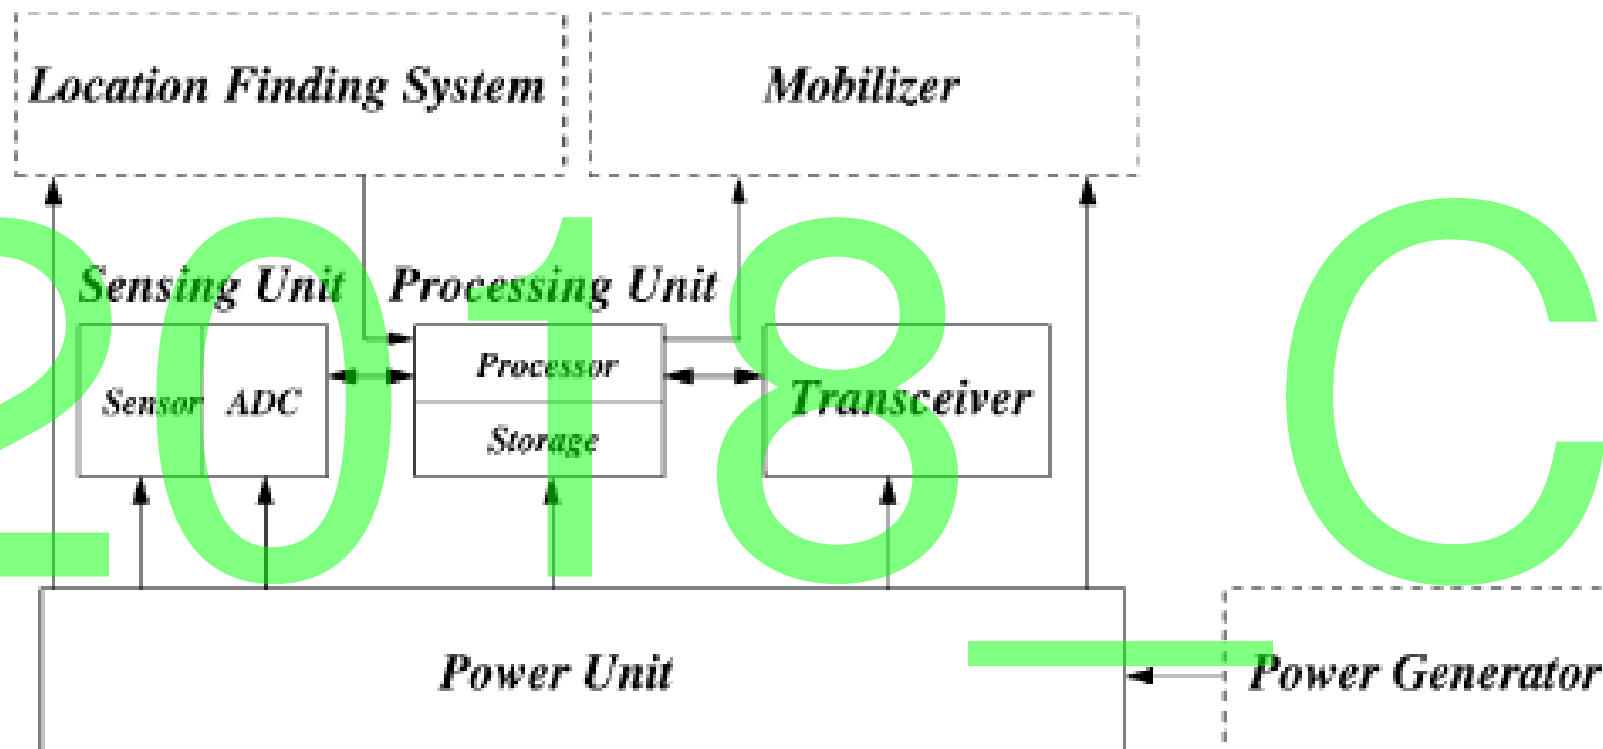 Location Finding System
Mobilizer
Sensing Unit
Processing Unit
Sensor
ADC
Processor
Storage
Transceiver
2018 - C
Power Unit
Power Generator